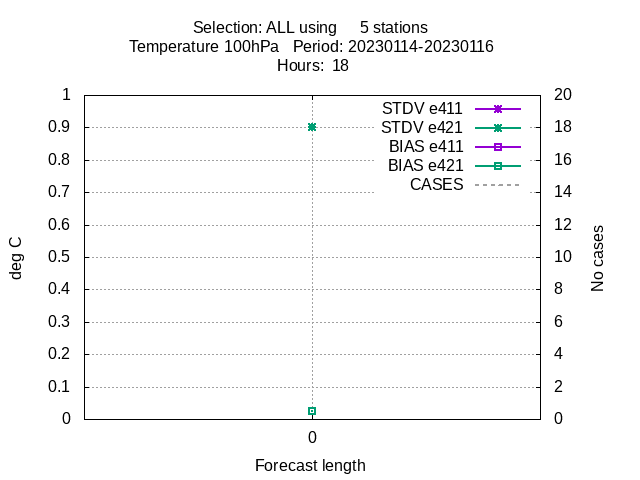 Selection: ALL using     5 stations
Temperature 100hPa   Period: 20230114-20230116
Hours:  18
1
0.9
0.8
0.7
0.6
0.5
0.4
0.3
0.2
0.1
0
deg C
STDV e411
STDV e421
BIAS e411
BIAS e421
CASES
20
18
16
14
12
10
8
6
4
2
0
No cases
0
Forecast length